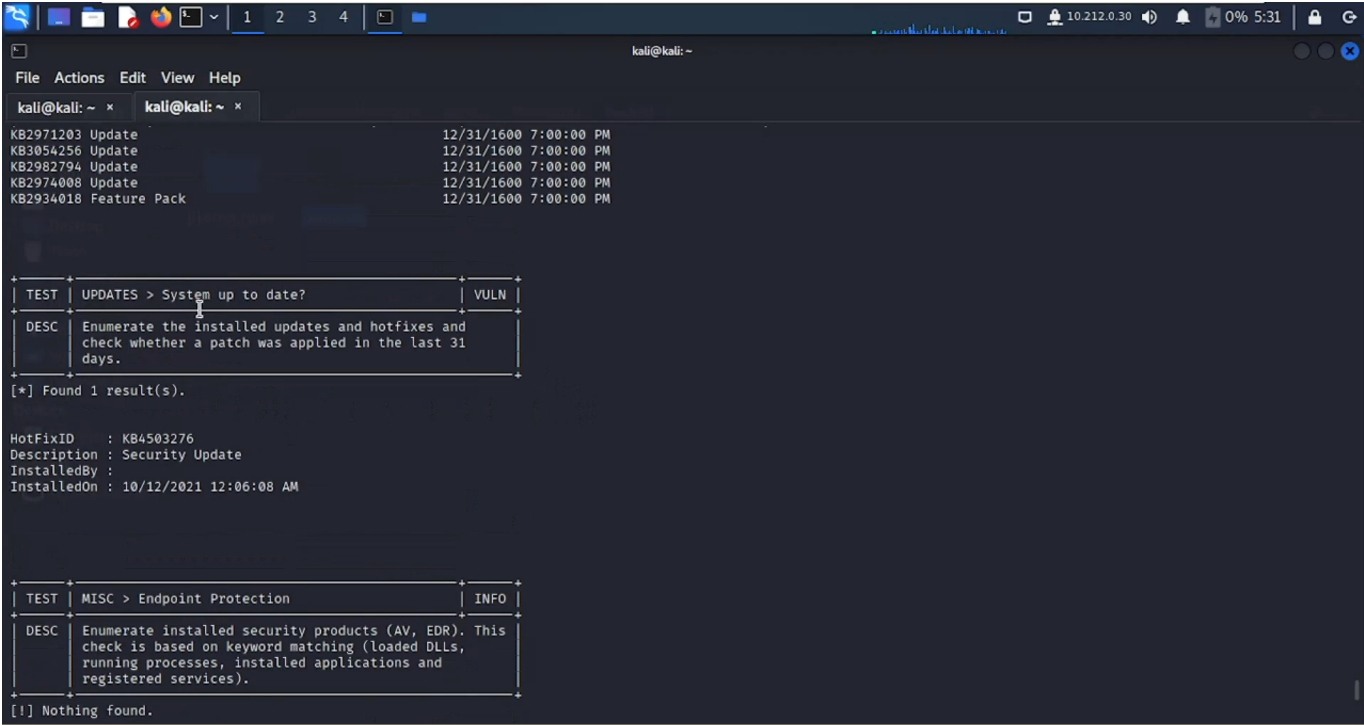 1 2 3 4 10.212.0.30 0% 5:31
kali@kali: ~
File Actions Edit View Help
kali@kali: ~ × kali@kali: ~ ×
KB2971203 Update 12/31/1600 7:00:00 PM
KB3054256 Update 12/31/1600 7:00:00 PM
KB2982794 Update 12/31/1600 7:00:00 PM
KB2974008 Update 12/31/1600 7:00:00 PM
KB2934018 Feature Pack 12/31/1600 7:00:00 PM
| TEST | UPDATES > System up to date? | VULN |
| DESC | Enumerate the installed updates and hotfixes and
check whether a patch was applied in the last 31
days.
[*] Found 1 result(s).
HotFixID : KB4503276
Description : Security Update
InstalledBy :
InstalledOn : 10/12/2021 12:06:08 AM
| TEST | MISC > Endpoint Protection | INFO |
| DESC | Enumerate installed security products (AV, EDR). This
check is based on keyword matching (loaded DLLs,
running processes, installed applications and
registered services).
[!] Nothing found.